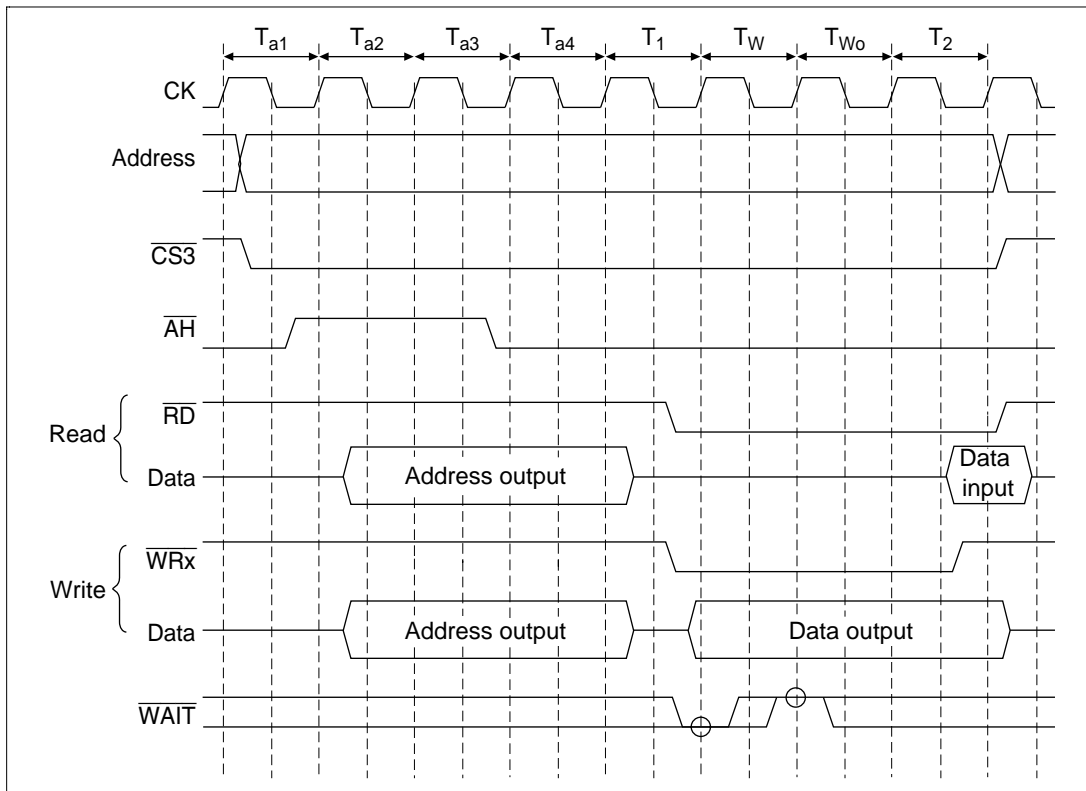 Ta1 Ta2 Ta3 Ta4 T1 TW TWo T2
CK
Address
CS3
AH
RD
Read
Data Address output Data input
WRx
Write
Data Address output Data output
WAIT